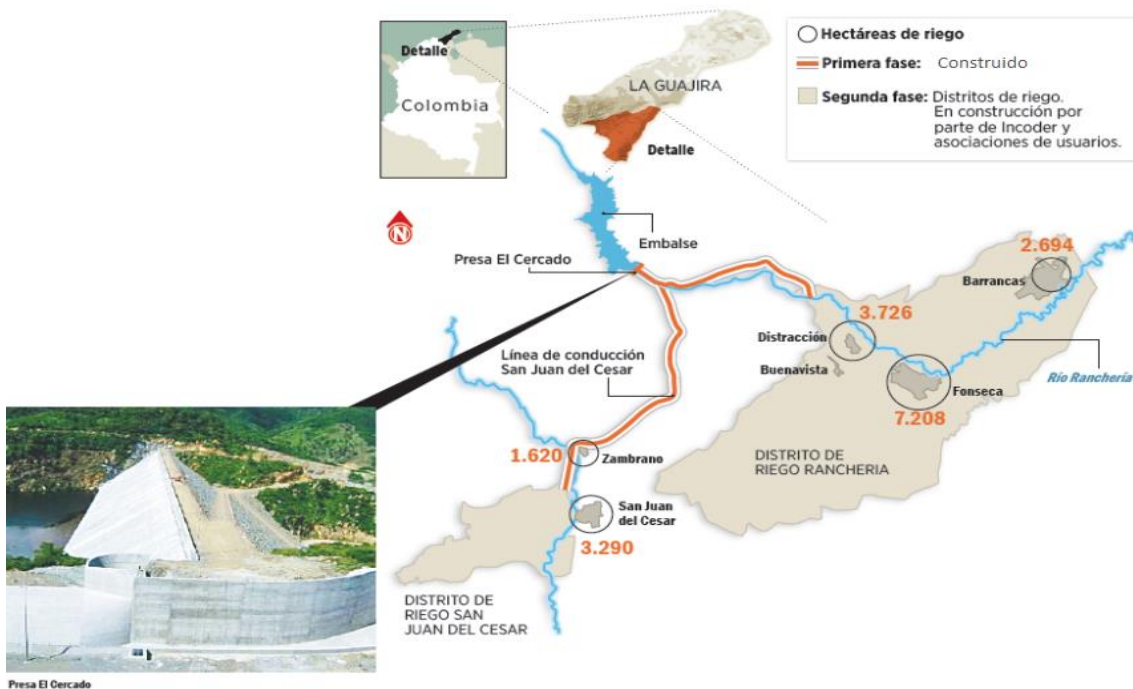 Detalle
Colombia
LA GUAJIRA
Detalle
Hectáreas de riego
Primera fase: Construido
Segunda fase: Distritos de riego.
En construcción por
parte de Incoder y
asociaciones de usuarios.
N
Embalse
Presa El Cercado
2.694
Barrancas
3.726
Distracción
Buenavista
Línea de conducción
San Juan del Cesar
Río Ranchería
Fonseca
7.208
1.620
Zambrano
DISTRITO DE
RIEGO RANCHERIA
San Juan
del Cesar
3.290
DISTRITO DE
RIEGO SAN
JUAN DEL CESAR
Presa El Cercado